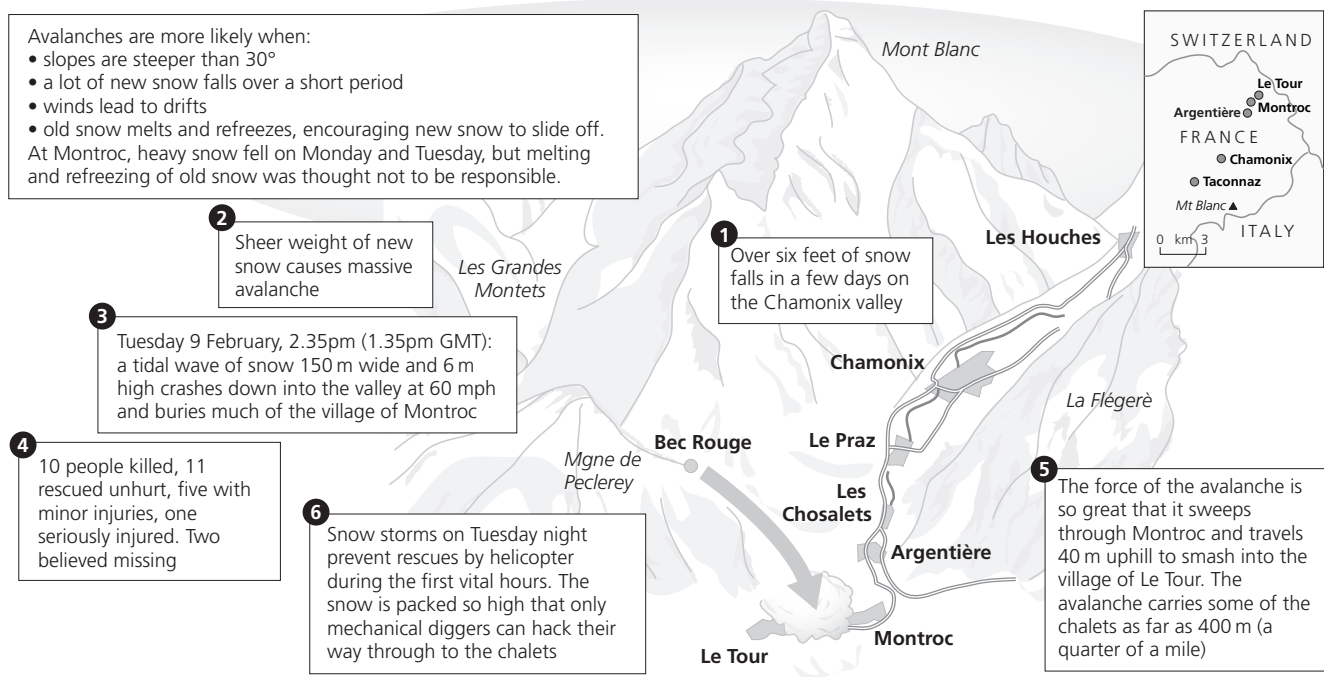 Avalanches are more likely when:
• slopes are steeper than 30°
• a lot of new snow falls over a short period
• winds lead to drifts
• old snow melts and refreezes, encouraging new snow to slide off.
At Montroc, heavy snow fell on Monday and Tuesday, but melting
and refreezing of old snow was thought not to be responsible.
Mont Blanc
SWITZERLAND
Le Tour
Montroc
Argentière
FRANCE
Chamonix
Taconnaz
Mt Blanc
ITALY
0 km 3
1
Over six feet of snow
falls in a few days on
the Chamonix valley
2
Sheer weight of new
snow causes massive
avalanche
Les Grandes
Montets
Les Houches
3
Tuesday 9 February, 2.35pm (1.35pm GMT):
a tidal wave of snow 150 m wide and 6 m
high crashes down into the valley at 60 mph
and buries much of the village of Montroc
Chamonix
La Flégerè
4
10 people killed, 11
rescued unhurt, five with
minor injuries, one
seriously injured. Two
believed missing
Mgne de
Peclerey
Bec Rouge
Le Praz
Les
Chosalets
Argentière
5
The force of the avalanche is
so great that it sweeps
through Montroc and travels
40 m uphill to smash into the
village of Le Tour. The
avalanche carries some of the
chalets as far as 400 m (a
quarter of a mile)
6
Snow storms on Tuesday night
prevent rescues by helicopter
during the first vital hours. The
snow is packed so high that only
mechanical diggers can hack their
way through to the chalets
Le Tour
Montroc